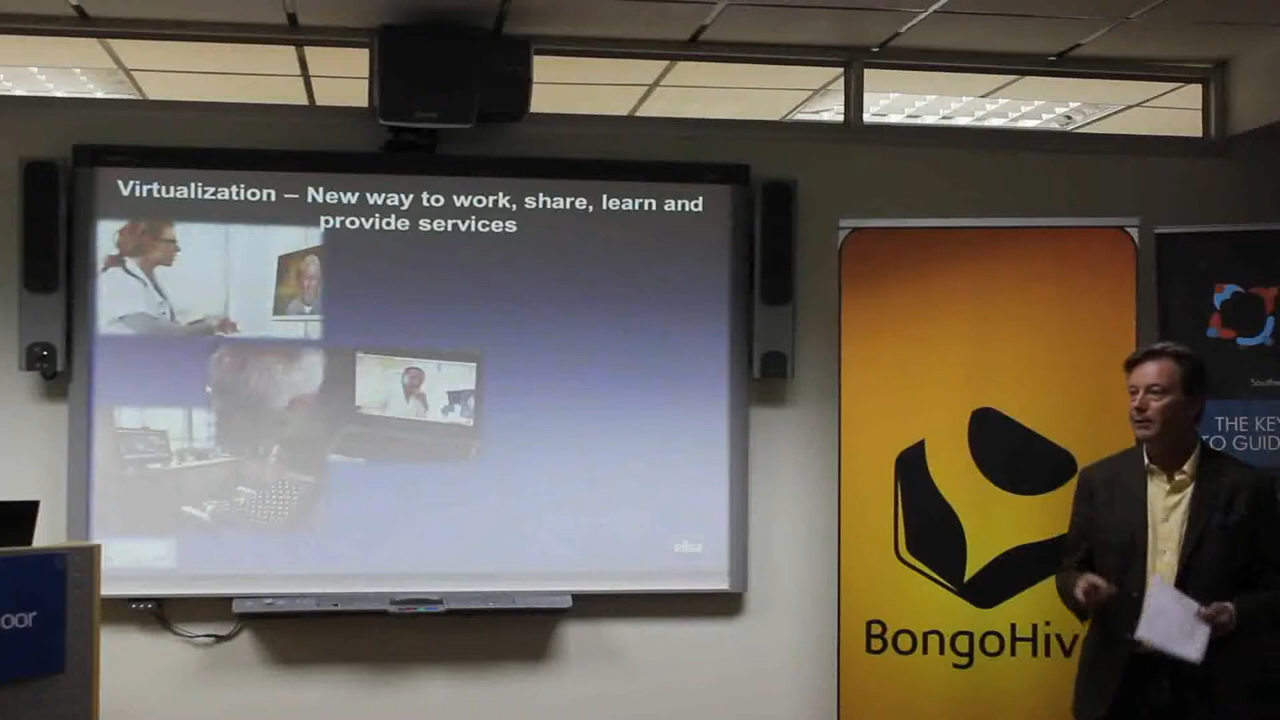 Virtualization – New way to work, share, learn and
provide services
elisa
oor
BongoHiv
THE KEY
TO GUID